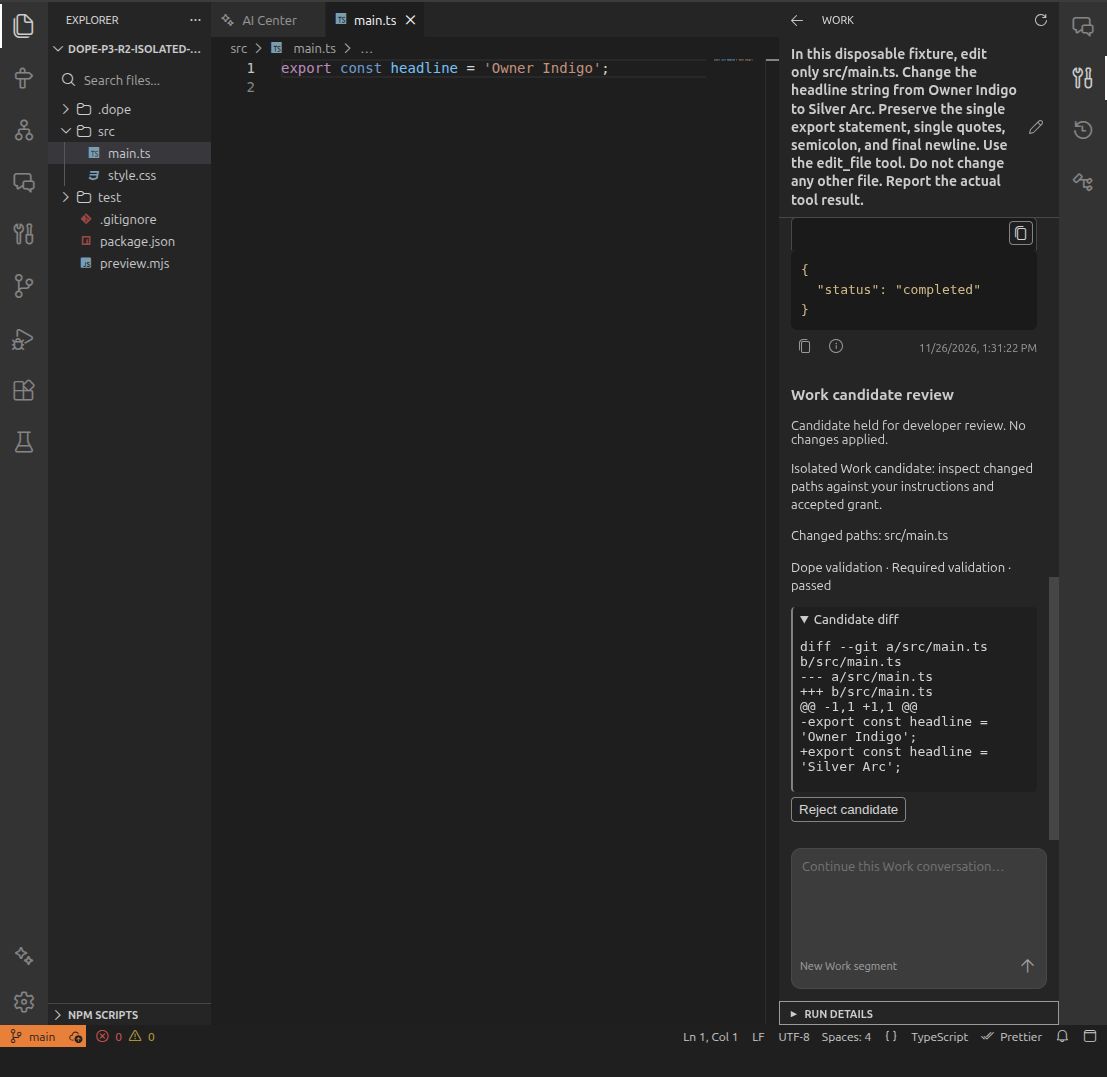 EXPLORER
DOPE-P3-R2-ISOLATED-...
Search files...
.dope
src
main.ts
style.css
test
.gitignore
package.json
preview.mjs
NPM SCRIPTS
AI Center
main.ts
src > main.ts > ...
1 export const headline = 'Owner Indigo';
2
WORK
In this disposable fixture, edit
only src/main.ts. Change the
headline string from Owner Indigo
to Silver Arc. Preserve the single
export statement, single quotes,
semicolon, and final newline. Use
the edit_file tool. Do not change
any other file. Report the actual
tool result.
{
"status": "completed"
}
11/26/2026, 1:31:22 PM
Work candidate review
Candidate held for developer review. No
changes applied.
Isolated Work candidate: inspect changed
paths against your instructions and
accepted grant.
Changed paths: src/main.ts
Dope validation · Required validation ·
passed
Candidate diff
diff --git a/src/main.ts
b/src/main.ts
--- a/src/main.ts
+++ b/src/main.ts
@@ -1,1 +1,1 @@
-export const headline =
'Owner Indigo';
+export const headline =
'Silver Arc';
Reject candidate
Continue this Work conversation...
New Work segment
RUN DETAILS
main
0
0
Ln 1, Col 1
LF
UTF-8
Spaces: 4
{ }
TypeScript
Prettier